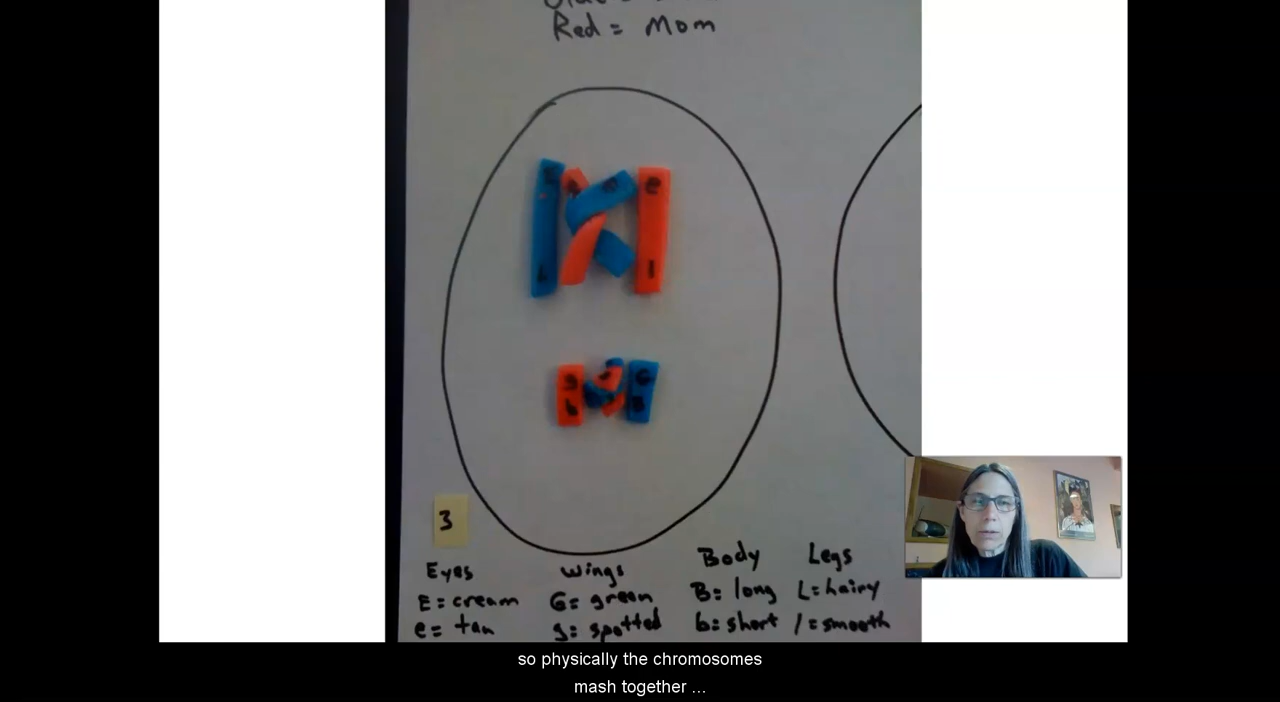 Red = Mom
E e
l
g G
b B
3
Eyes Wings Body Legs
E = cream G = green B = long L = hairy
e = tan g = spotted b = short l = smooth
so physically the chromosomes
mash together ...